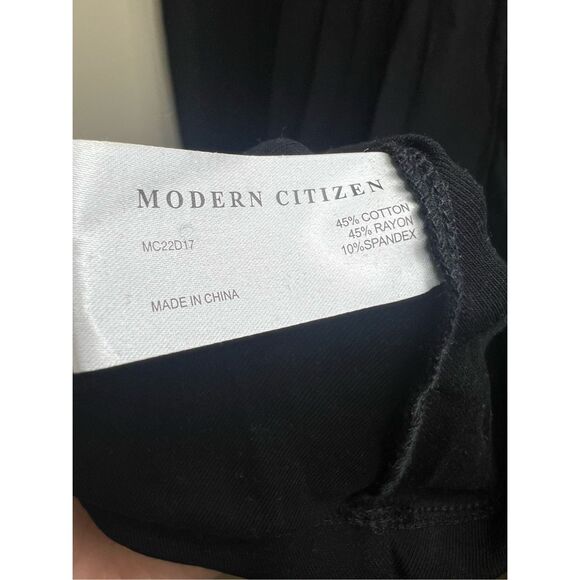 MODERN CITIZEN
MC22D17
45% COTTON
45% RAYON
10%SPANDEX
MADE IN CHINA